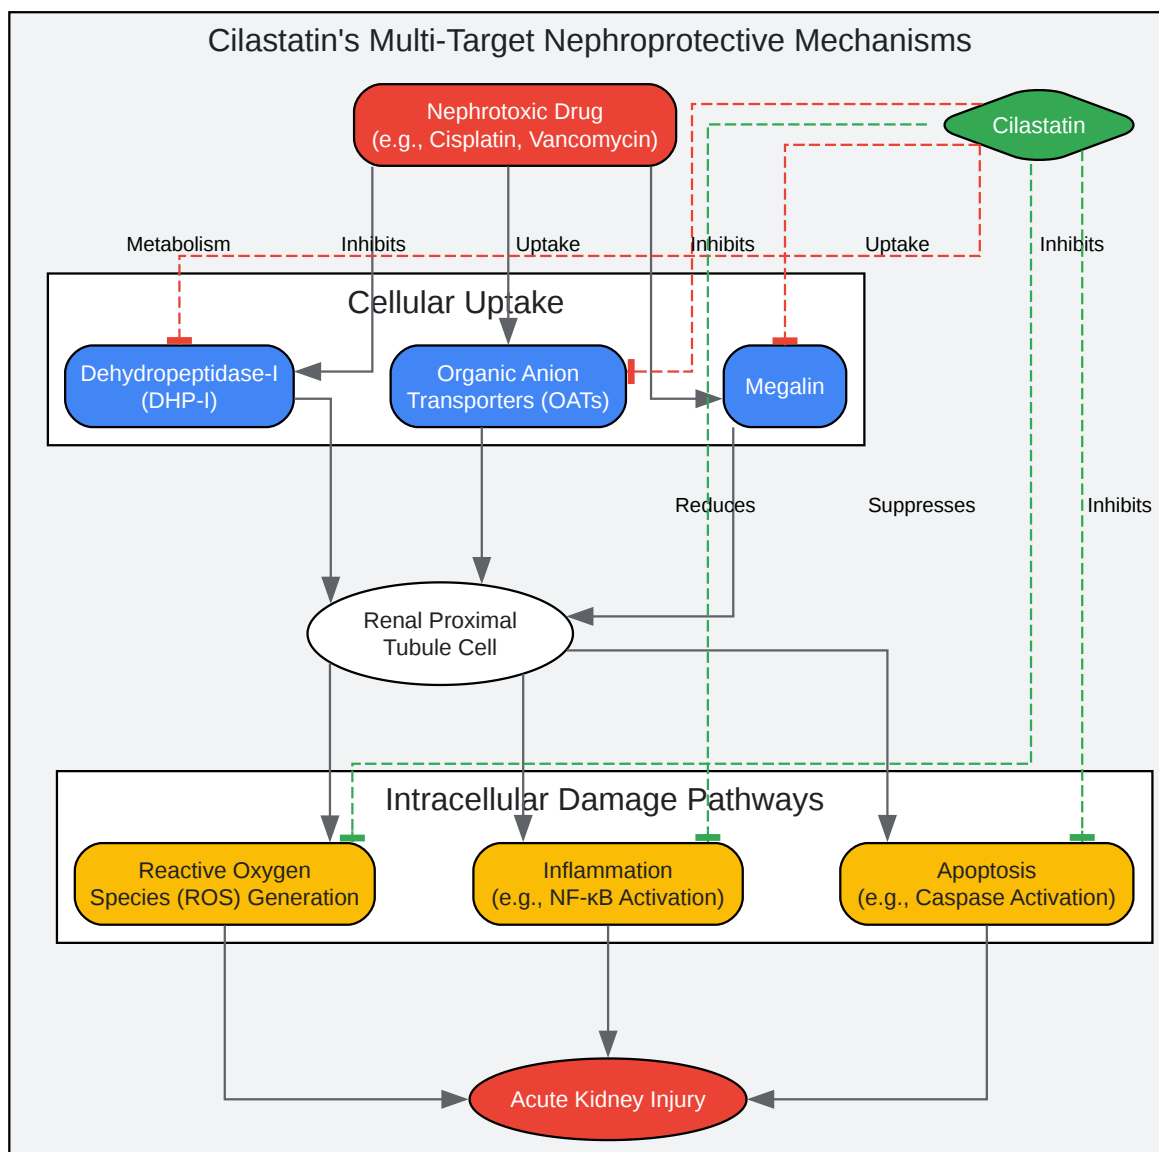 Cilastatin's Multi-Target Nephroprotective Mechanisms
Nephrotoxic Drug
(e.g., Cisplatin, Vancomycin)
Cilastatin
Metabolism
Inhibits
Uptake
Inhibits
Uptake
Inhibits
Cellular Uptake
Dehydropeptidase-I
(DHP-I)
Organic Anion
Transporters (OATs)
Megalin
Reduces
Suppresses
Inhibits
Renal Proximal
Tubule Cell
Intracellular Damage Pathways
Reactive Oxygen
Species (ROS) Generation
Inflammation
(e.g., NF-κB Activation)
Apoptosis
(e.g., Caspase Activation)
Acute Kidney Injury